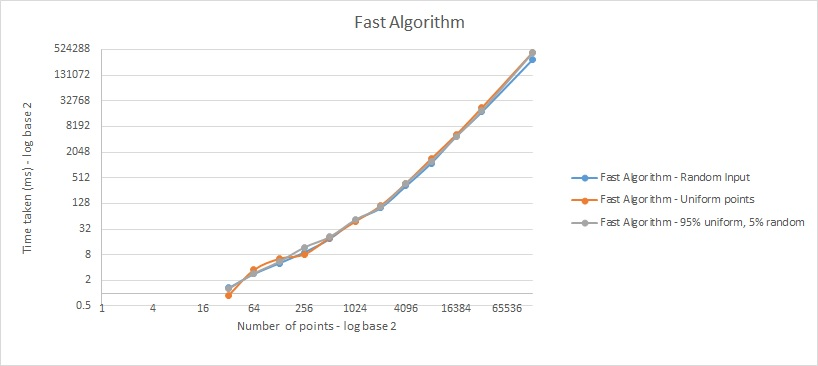 Fast Algorithm
524288
131072
32768
8192
2048
512
128
32
8
2
0.5
Time taken (ms) - log base 2
1 4 16 64 256 1024 4096 16384 65536
Number of points - log base 2
Fast Algorithm - Random Input
Fast Algorithm - Uniform points
Fast Algorithm - 95% uniform, 5% random